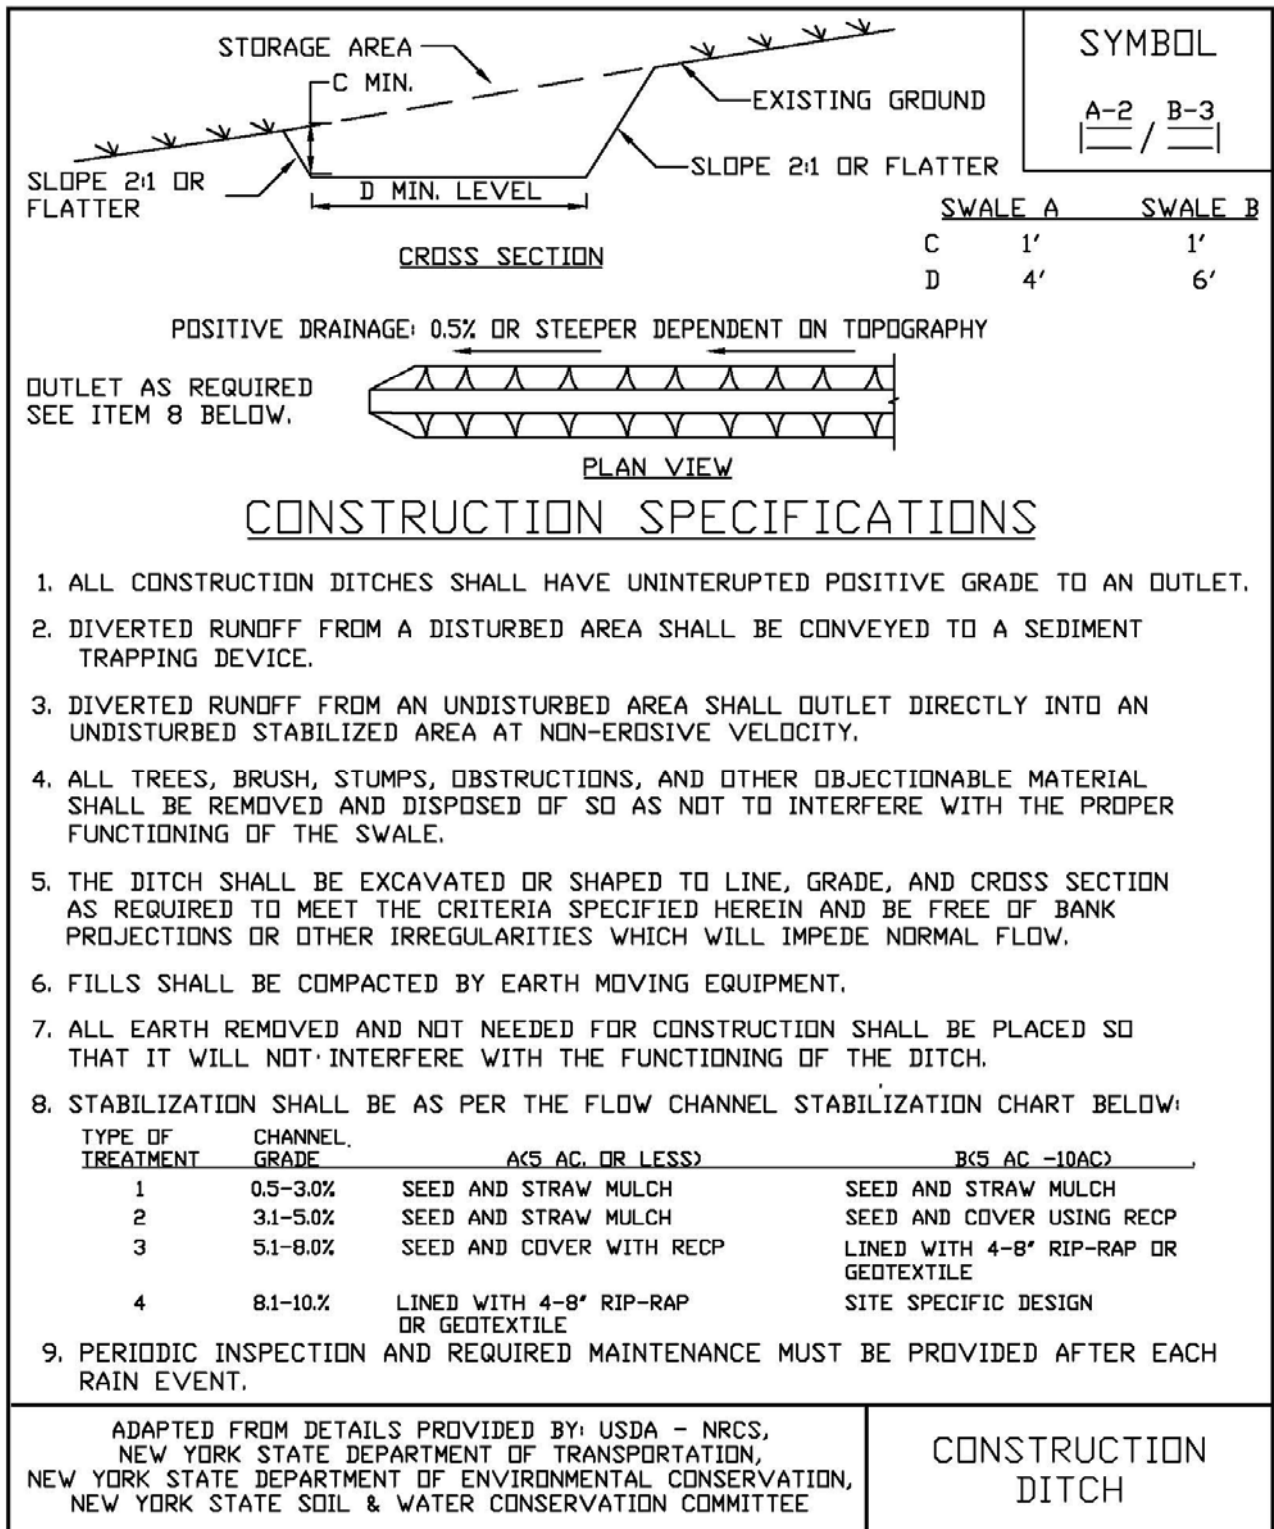 STORAGE AREA
C MIN.
EXISTING GROUND
SLOPE 2:1 OR
FLATTER
SLOPE 2:1 OR FLATTER
D MIN. LEVEL
CROSS SECTION
SYMBOL
A-2 / B-3
SWALE A SWALE B
C 1' 1'
D 4' 6'
POSITIVE DRAINAGE: 0.5% OR STEEPER DEPENDENT ON TOPOGRAPHY
OUTLET AS REQUIRED
SEE ITEM 8 BELOW.
PLAN VIEW
CONSTRUCTION SPECIFICATIONS
1. ALL CONSTRUCTION DITCHES SHALL HAVE UNINTERUPTED POSITIVE GRADE TO AN OUTLET.
2. DIVERTED RUNOFF FROM A DISTURBED AREA SHALL BE CONVEYED TO A SEDIMENT
TRAPPING DEVICE.
3. DIVERTED RUNOFF FROM AN UNDISTURBED AREA SHALL OUTLET DIRECTLY INTO AN
UNDISTURBED STABILIZED AREA AT NON-EROSIVE VELOCITY.
4. ALL TREES, BRUSH, STUMPS, OBSTRUCTIONS, AND OTHER OBJECTIONABLE MATERIAL
SHALL BE REMOVED AND DISPOSED OF SO AS NOT TO INTERFERE WITH THE PROPER
FUNCTIONING OF THE SWALE.
5. THE DITCH SHALL BE EXCAVATED OR SHAPED TO LINE, GRADE, AND CROSS SECTION
AS REQUIRED TO MEET THE CRITERIA SPECIFIED HEREIN AND BE FREE OF BANK
PROJECTIONS OR OTHER IRREGULARITIES WHICH WILL IMPEDE NORMAL FLOW.
6. FILLS SHALL BE COMPACTED BY EARTH MOVING EQUIPMENT.
7. ALL EARTH REMOVED AND NOT NEEDED FOR CONSTRUCTION SHALL BE PLACED SO
THAT IT WILL NOT INTERFERE WITH THE FUNCTIONING OF THE DITCH.
8. STABILIZATION SHALL BE AS PER THE FLOW CHANNEL STABILIZATION CHART BELOW:
TYPE OF CHANNEL
TREATMENT GRADE A(5 AC. OR LESS) B(5 AC -10AC)
1 0.5-3.0% SEED AND STRAW MULCH SEED AND STRAW MULCH
2 3.1-5.0% SEED AND STRAW MULCH SEED AND COVER USING RECP
3 5.1-8.0% SEED AND COVER WITH RECP LINED WITH 4-8" RIP-RAP OR
GEOTEXTILE
4 8.1-10.% LINED WITH 4-8" RIP-RAP SITE SPECIFIC DESIGN
OR GEOTEXTILE
9. PERIODIC INSPECTION AND REQUIRED MAINTENANCE MUST BE PROVIDED AFTER EACH
RAIN EVENT.
ADAPTED FROM DETAILS PROVIDED BY: USDA - NRCS,
NEW YORK STATE DEPARTMENT OF TRANSPORTATION,
NEW YORK STATE DEPARTMENT OF ENVIRONMENTAL CONSERVATION,
NEW YORK STATE SOIL & WATER CONSERVATION COMMITTEE
CONSTRUCTION
DITCH